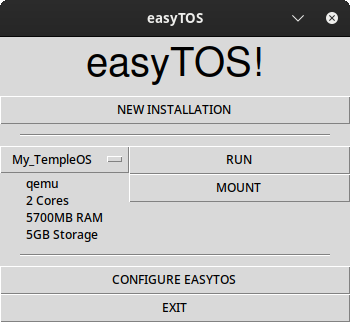 easyTOS
easyTOS!
NEW INSTALLATION
My_TempleOS
RUN
MOUNT
qemu
2 Cores
5700MB RAM
5GB Storage
CONFIGURE EASYTOS
EXIT